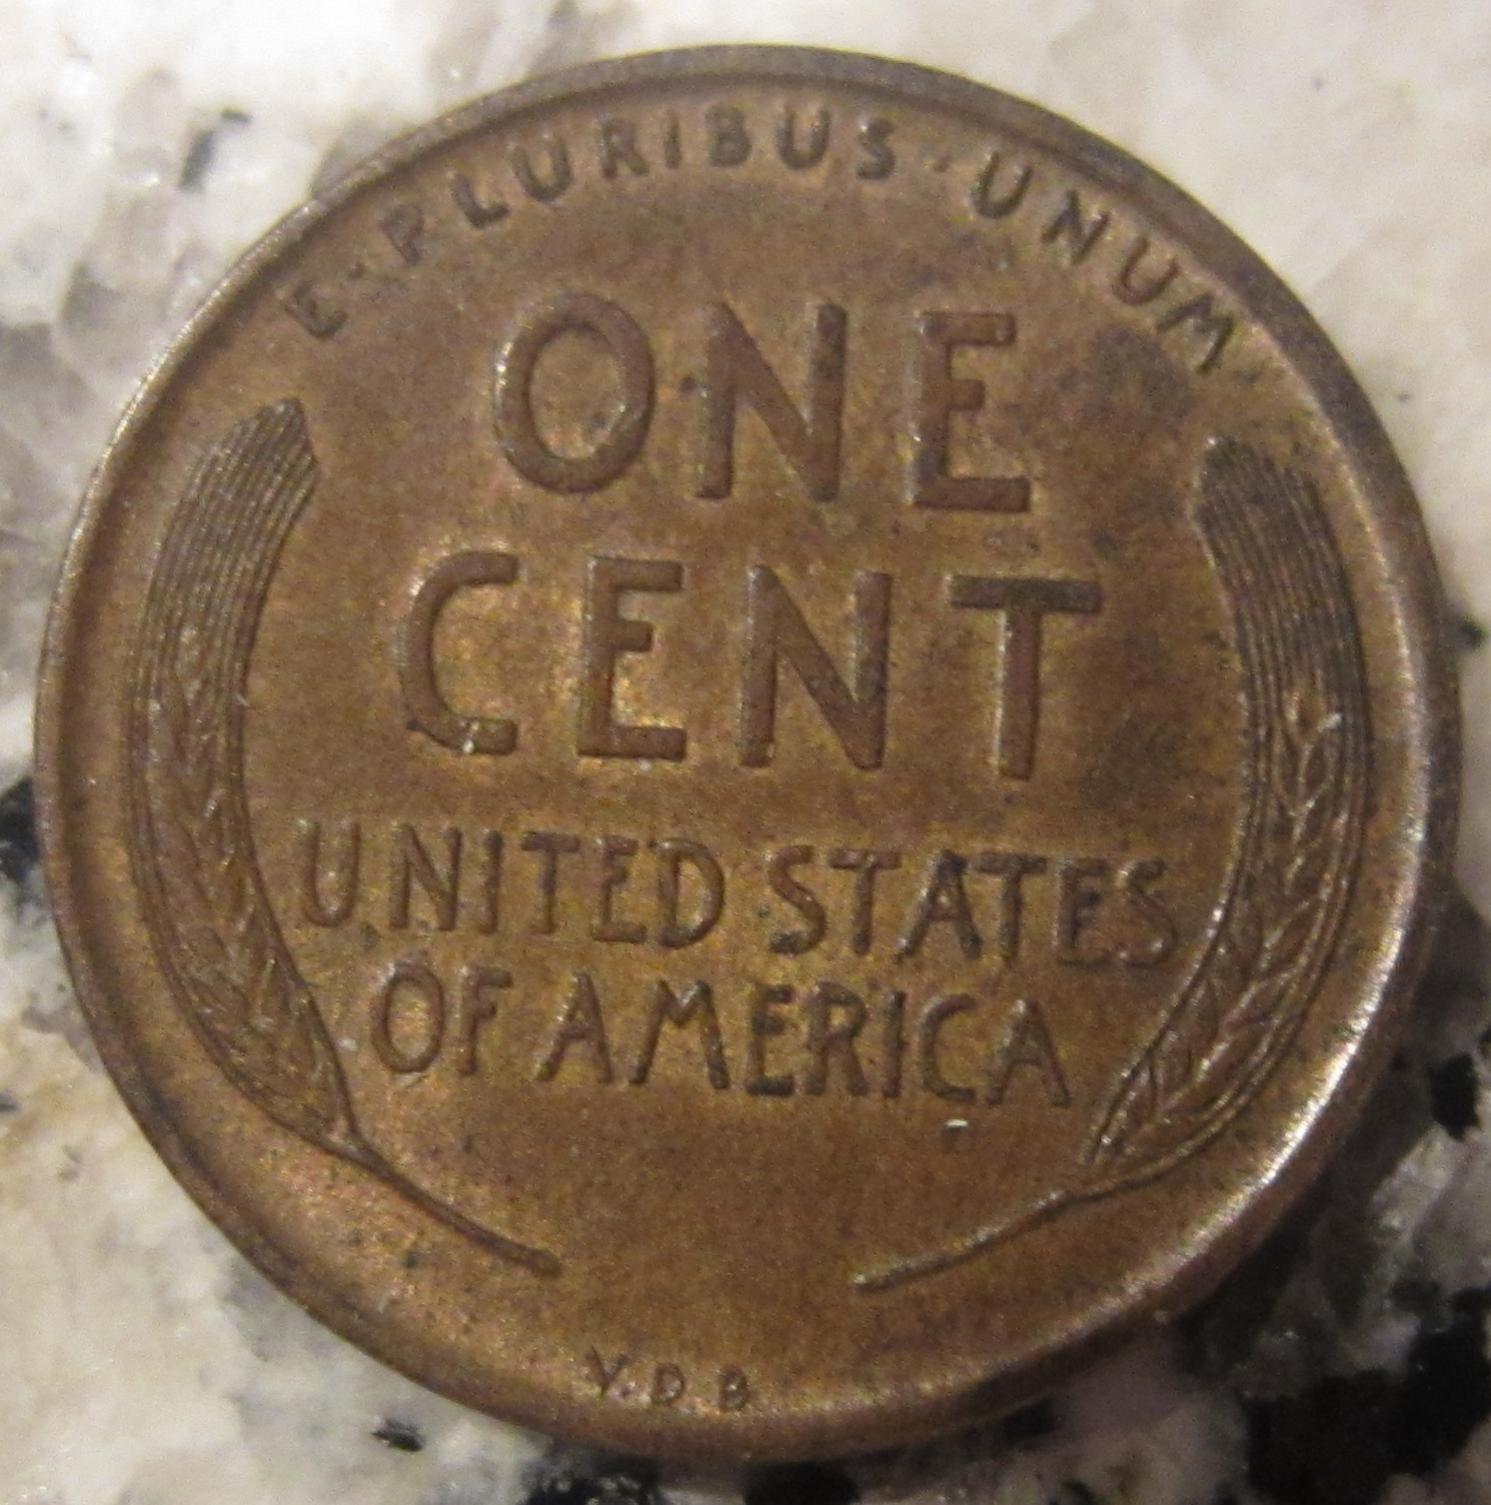 E·PLURIBUS·UNUM
ONE
CENT
UNITED STATES
OF AMERICA
V.D.B